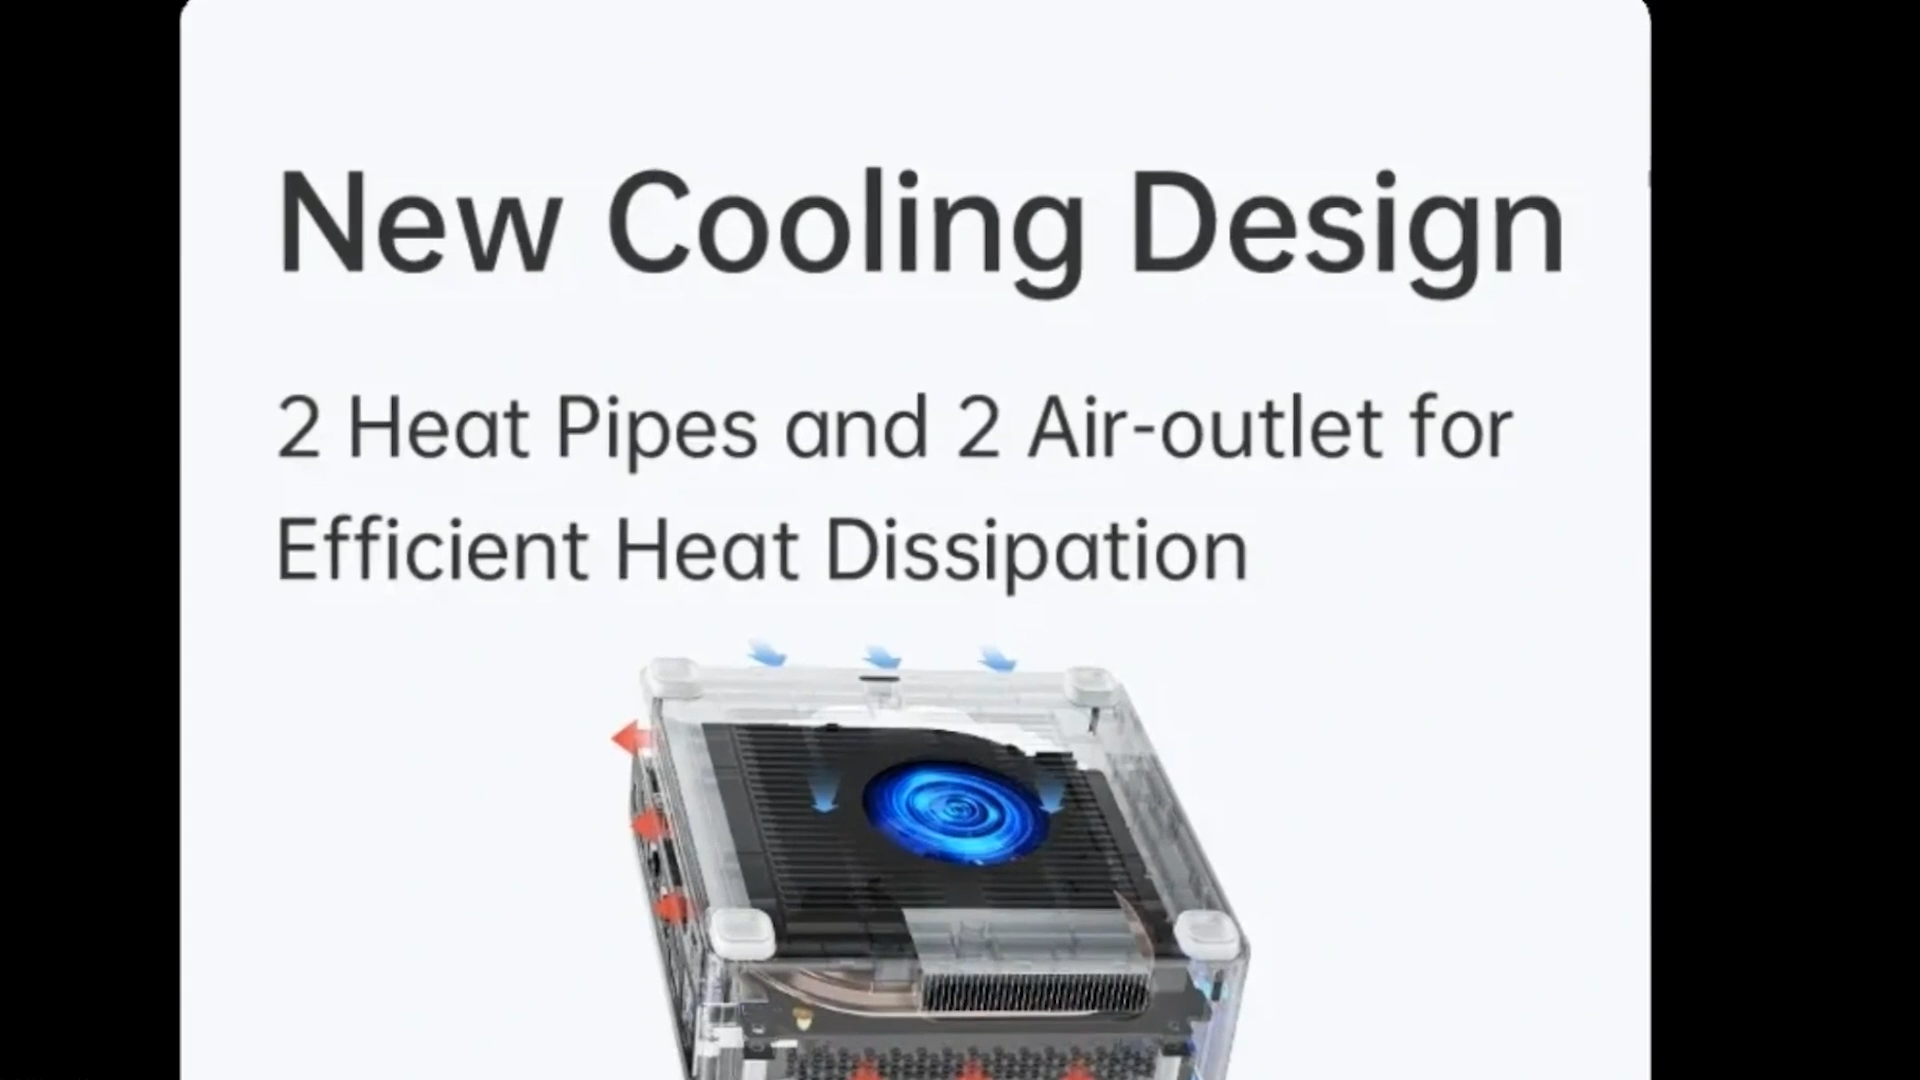 New Cooling Design
2 Heat Pipes and 2 Air-outlet for
Efficient Heat Dissipation